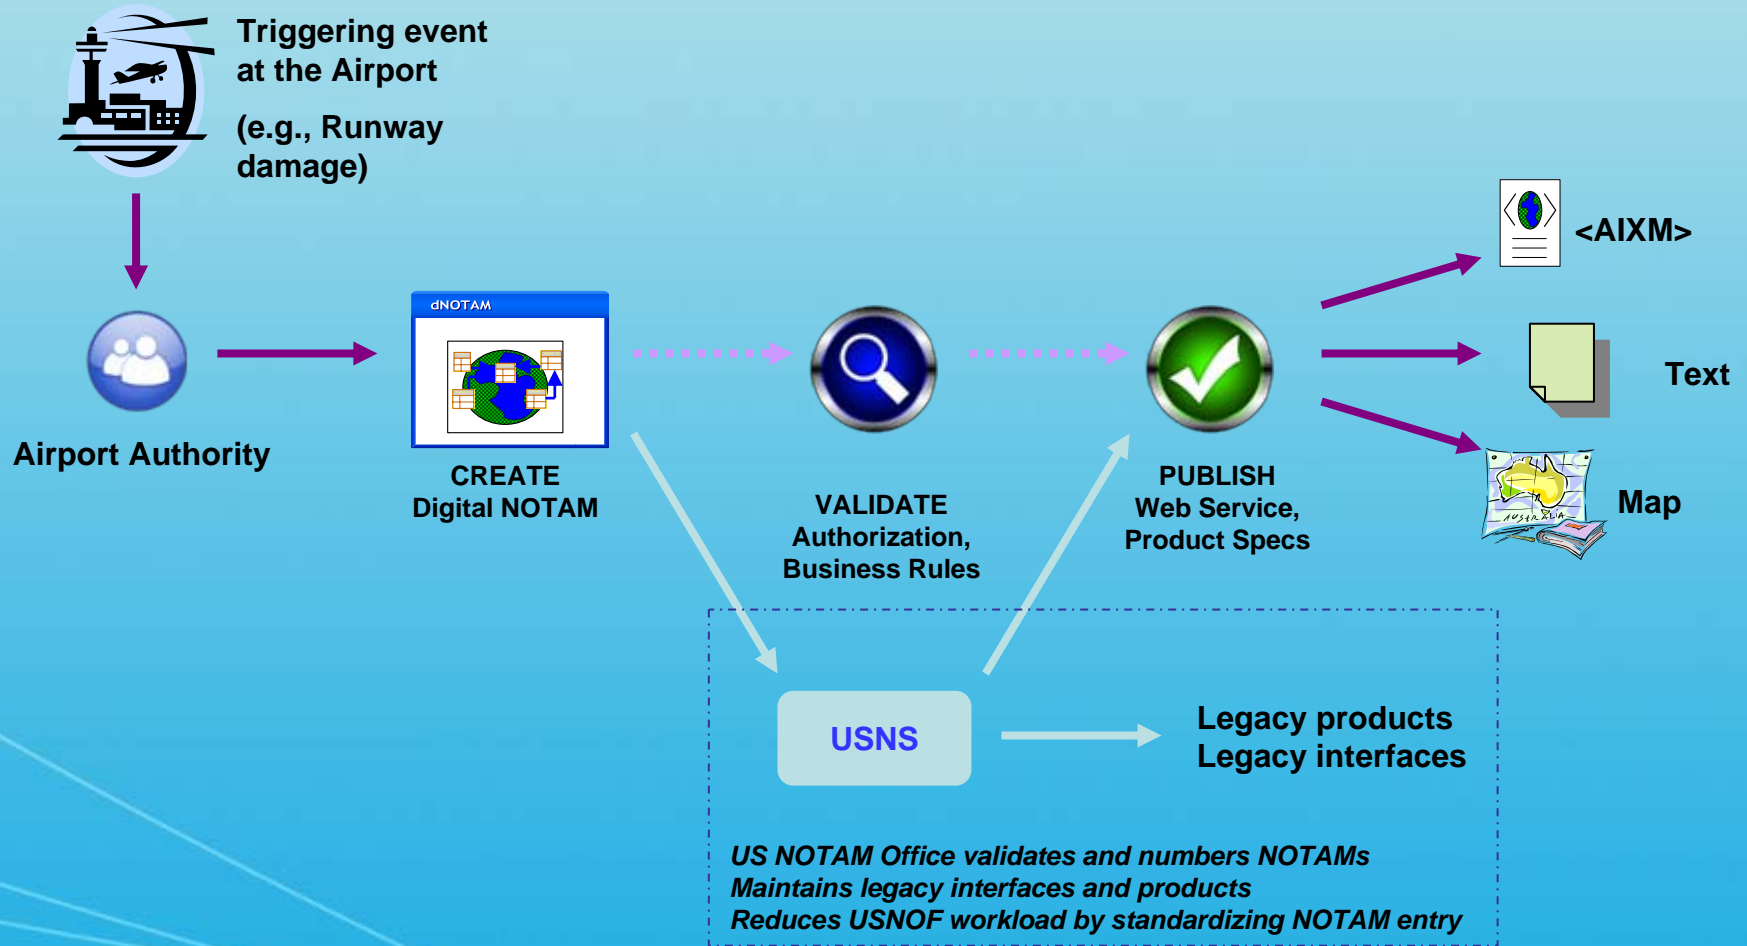 Triggering event
at the Airport
(e.g., Runway
damage)
<AIXM>
dNOTAM
Text
Airport Authority
CREATE
Digital NOTAM
VALIDATE
Authorization,
Business Rules
PUBLISH
Web Service,
Product Specs
AUSTRALIA
Map
USNS
Legacy products
Legacy interfaces
US NOTAM Office validates and numbers NOTAMs
Maintains legacy interfaces and products
Reduces USNOF workload by standardizing NOTAM entry